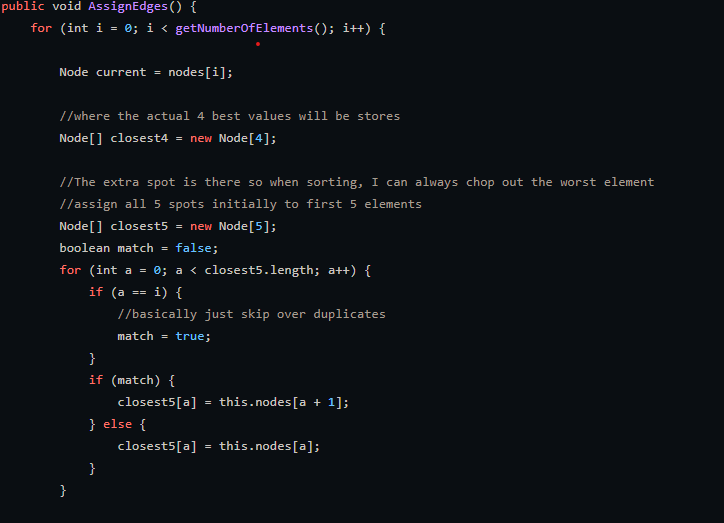 public void AssignEdges() {
for (int i = 0; i < getNumberOfElements(); i++) {
Node current = nodes[i];
//where the actual 4 best values will be stores
Node[] closest4 = new Node[4];
//The extra spot is there so when sorting, I can always chop out the worst element
//assign all 5 spots initially to first 5 elements
Node[] closest5 = new Node[5];
boolean match = false;
for (int a = 0; a < closest5.length; a++) {
if (a == i) {
//basically just skip over duplicates
match = true;
}
if (match) {
closest5[a] = this.nodes[a + 1];
} else {
closest5[a] = this.nodes[a];
}
}